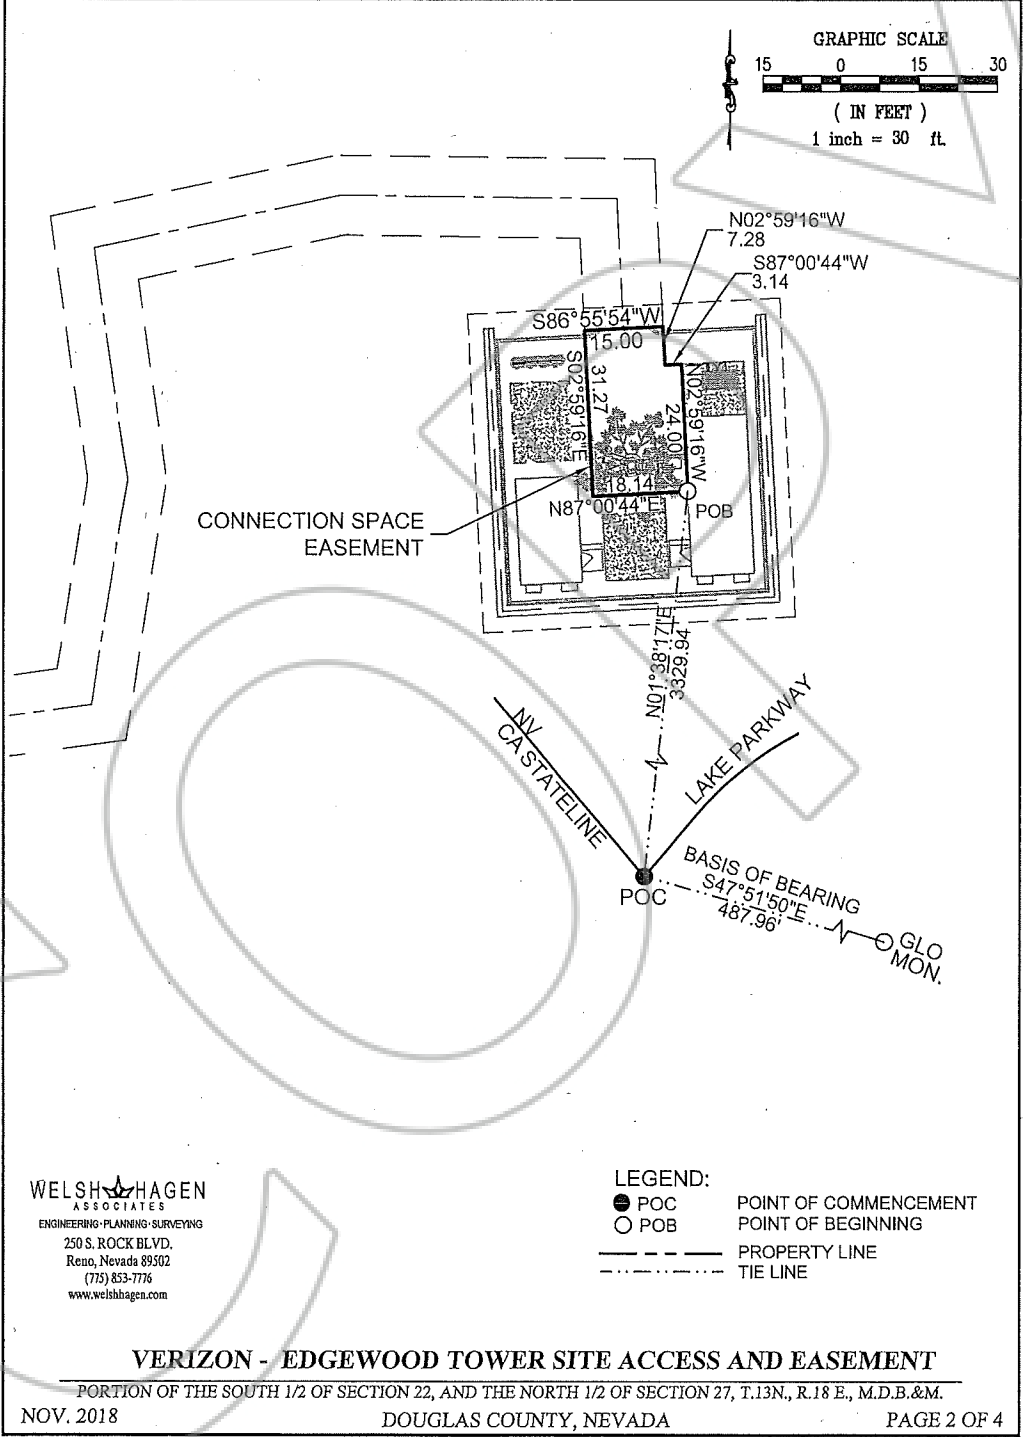 GRAPHIC SCALE
15 0 15 30
( IN FEET )
1 inch = 30 ft.
N02°59'16"W
7.28
S87°00'44"W
3.14
S86°55'54"W
15.00
S02°59'16"E
31.27
24.00
N02°59'16"W
18.14
N87°00'44"E
POB
CONNECTION SPACE
EASEMENT
N01°38'17"E
3329.94
NV
CA STATELINE
LAKE PARKWAY
POC
BASIS OF BEARING
S47°51'50"E
487.96'
GLO
MON.
WELSH HAGEN
ASSOCIATES
ENGINEERING·PLANNING·SURVEYING
250 S. ROCK BLVD.
Reno, Nevada 89502
(775) 853-7776
www.welshhagen.com
LEGEND:
POC POINT OF COMMENCEMENT
POB POINT OF BEGINNING
PROPERTY LINE
TIE LINE
VERIZON - EDGEWOOD TOWER SITE ACCESS AND EASEMENT
PORTION OF THE SOUTH 1/2 OF SECTION 22, AND THE NORTH 1/2 OF SECTION 27, T.13N., R.18 E., M.D.B.&M.
NOV. 2018 DOUGLAS COUNTY, NEVADA PAGE 2 OF 4